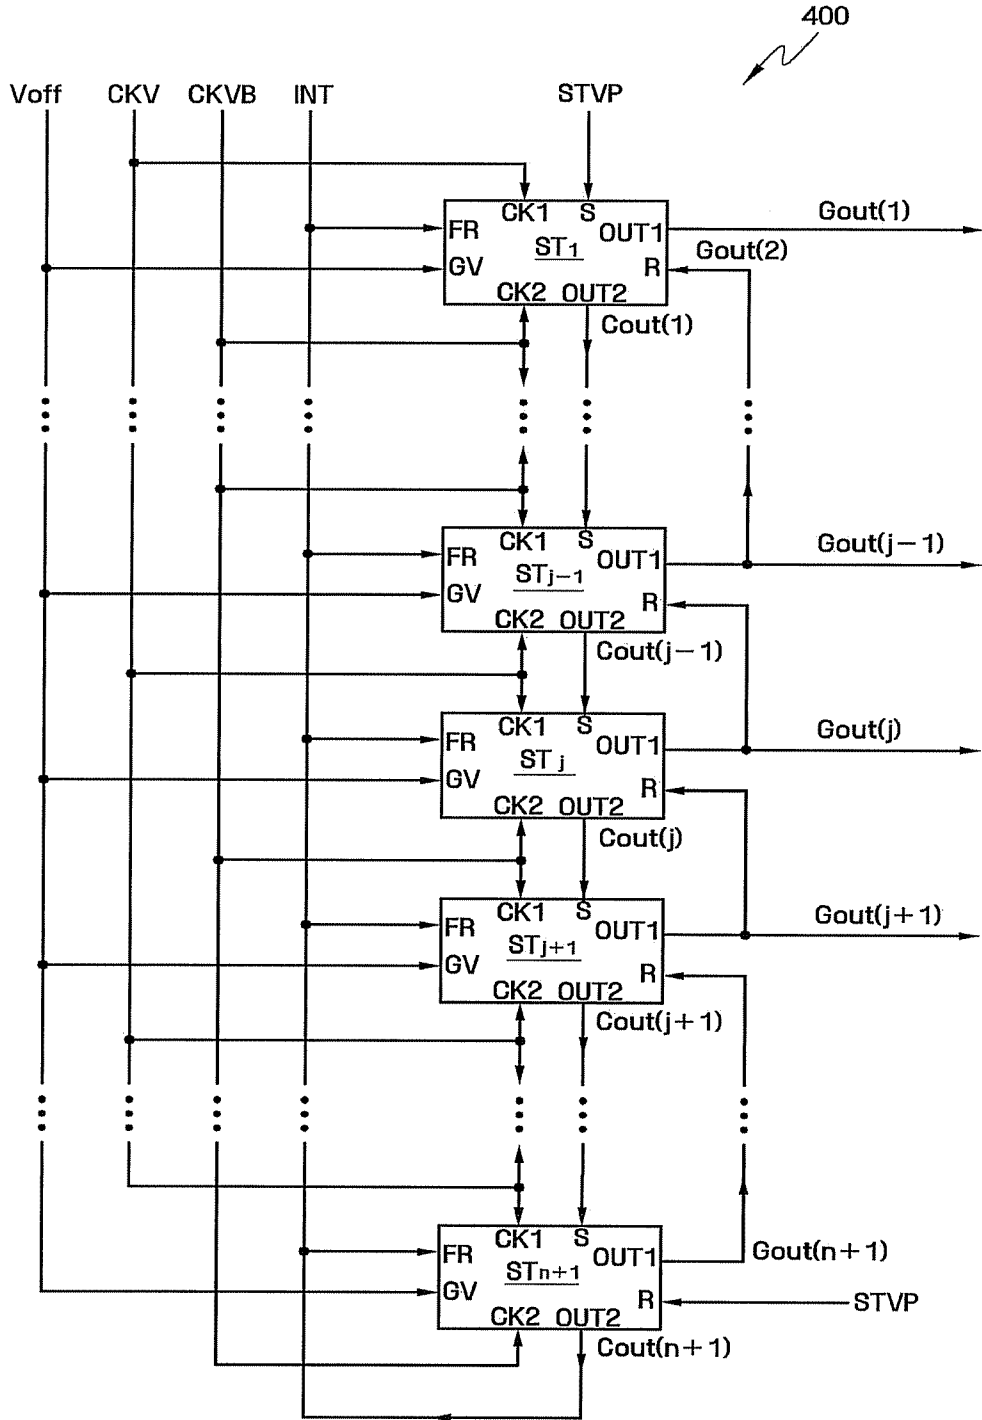 400
Voff CKV CKVB INT STVP
CK1 S
FR OUT1 Gout(1)
ST1 Gout(2)
GV R
CK2 OUT2
Cout(1)
CK1 S
FR OUT1 Gout(j-1)
STj-1
GV R
CK2 OUT2
Cout(j-1)
CK1 S
FR OUT1 Gout(j)
STj
GV R
CK2 OUT2
Cout(j)
CK1 S
FR OUT1 Gout(j+1)
STj+1
GV R
CK2 OUT2
Cout(j+1)
CK1 S
FR OUT1 Gout(n+1)
STn+1
GV R STVP
CK2 OUT2
Cout(n+1)